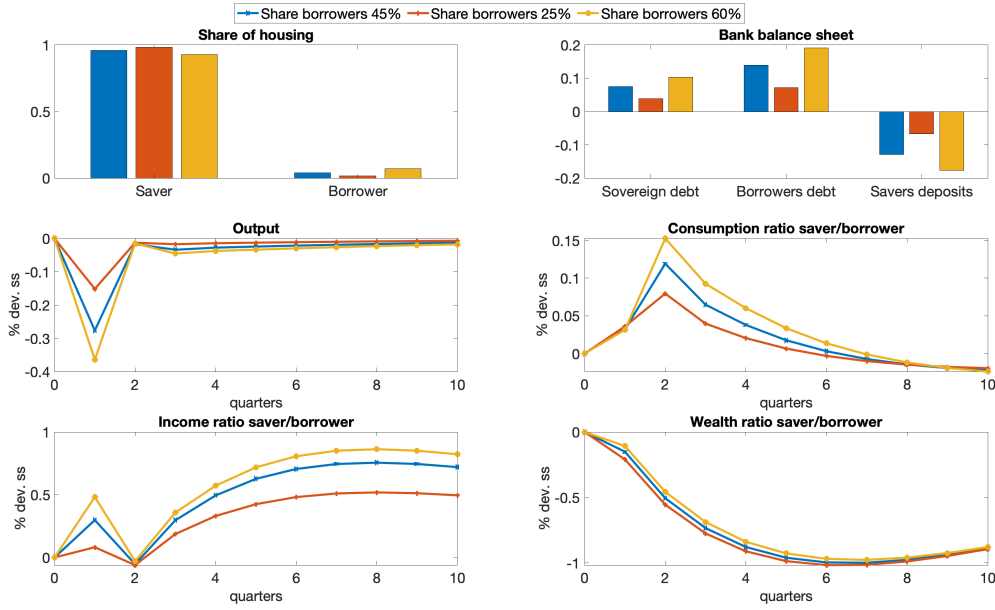 Share borrowers 45% Share borrowers 25% Share borrowers 60%
Share of housing
1
0.5
0
Saver Borrower
Bank balance sheet
0.2
0.1
0
-0.1
-0.2
Sovereign debt Borrowers debt Savers deposits
Output
% dev. ss
0
-0.1
-0.2
-0.3
-0.4
0 2 4 6 8 10
quarters
Consumption ratio saver/borrower
% dev. ss
0.15
0.1
0.05
0
0 2 4 6 8 10
quarters
Income ratio saver/borrower
% dev. ss
1
0.5
0
0 2 4 6 8 10
quarters
Wealth ratio saver/borrower
% dev. ss
0
-0.5
-1
0 2 4 6 8 10
quarters